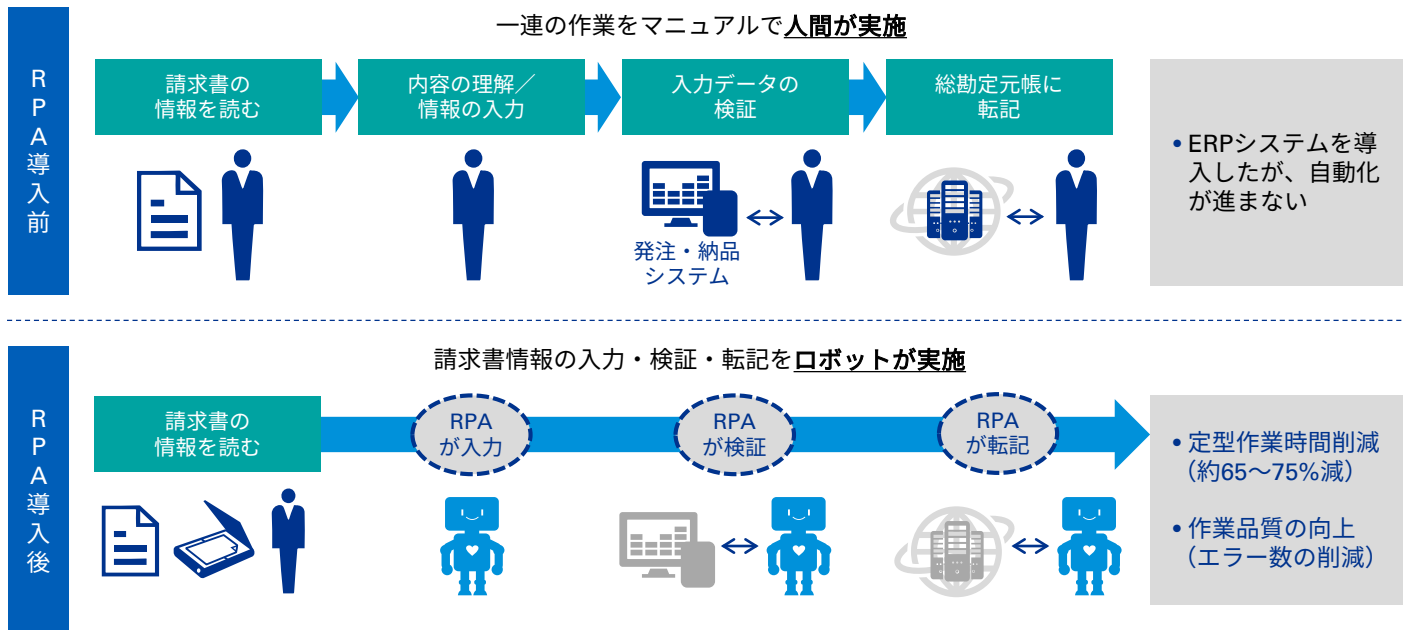 一連の作業をマニュアルで人間が実施
RPA導入前
請求書の
情報を読む
内容の理解／
情報の入力
入力データの
検証
総勘定元帳に
転記
発注・納品
システム
• ERPシステムを導
入したが、自動化
が進まない
請求書情報の入力・検証・転記をロボットが実施
RPA導入後
請求書の
情報を読む
RPA
が入力
RPA
が検証
RPA
が転記
• 定型作業時間削減
（約65～75%減）
• 作業品質の向上
（エラー数の削減）